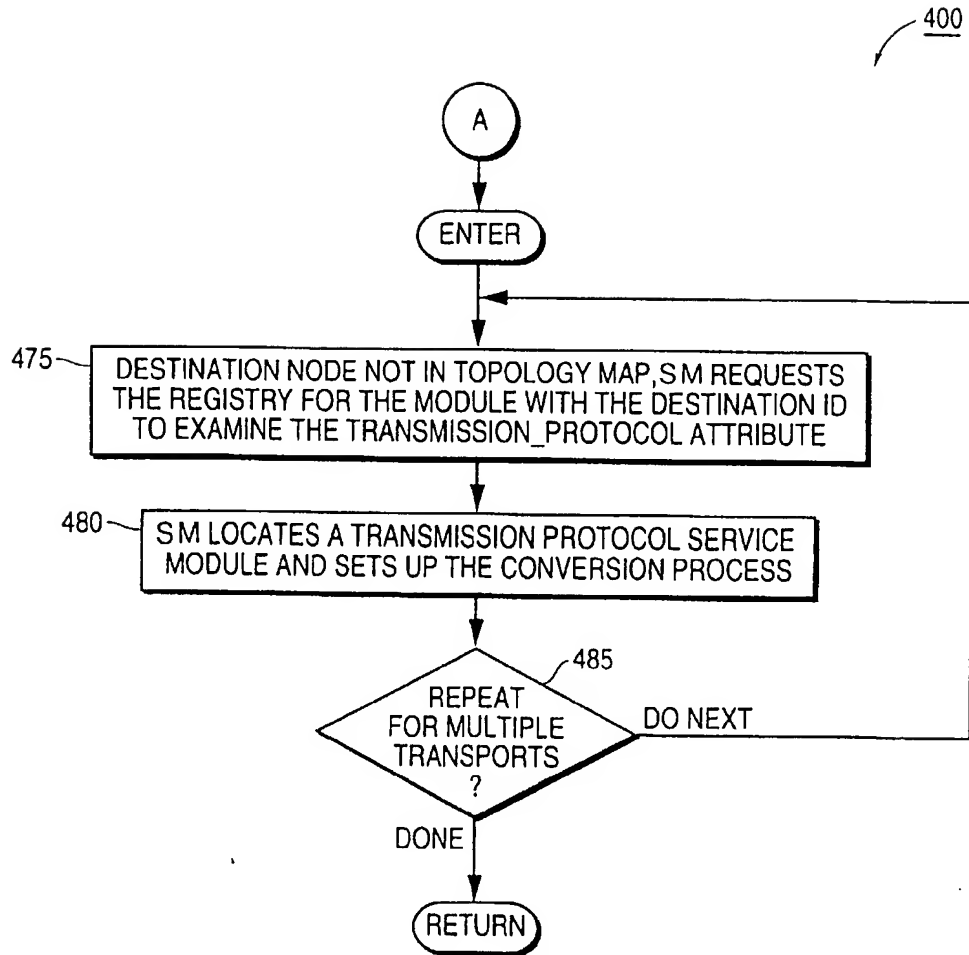 400
A
ENTER
475
DESTINATION NODE NOT IN TOPOLOGY MAP,SM REQUESTS
THE REGISTRY FOR THE MODULE WITH THE DESTINATION ID
TO EXAMINE THE TRANSMISSION_PROTOCOL ATTRIBUTE
480
SM LOCATES A TRANSMISSION PROTOCOL SERVICE
MODULE AND SETS UP THE CONVERSION PROCESS
485
REPEAT
FOR MULTIPLE
TRANSPORTS
?
DO NEXT
DONE
RETURN